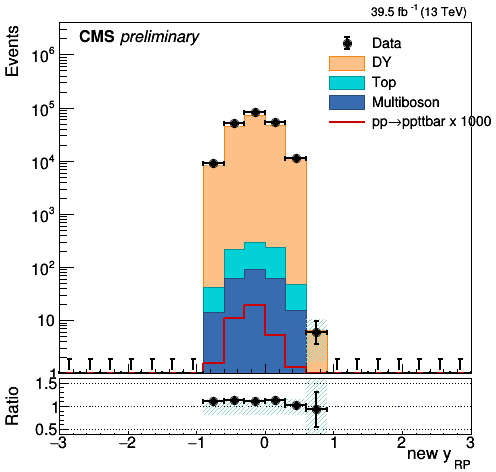 39.5 fb⁻¹ (13 TeV)
CMS preliminary
Events
Data
DY
Top
Multiboson
pp→ppttbar x 1000
10⁶
10⁵
10⁴
10³
10²
10
1
Ratio
1.5
1
0.5
−3 −2 −1 0 1 2 3
new y_RP